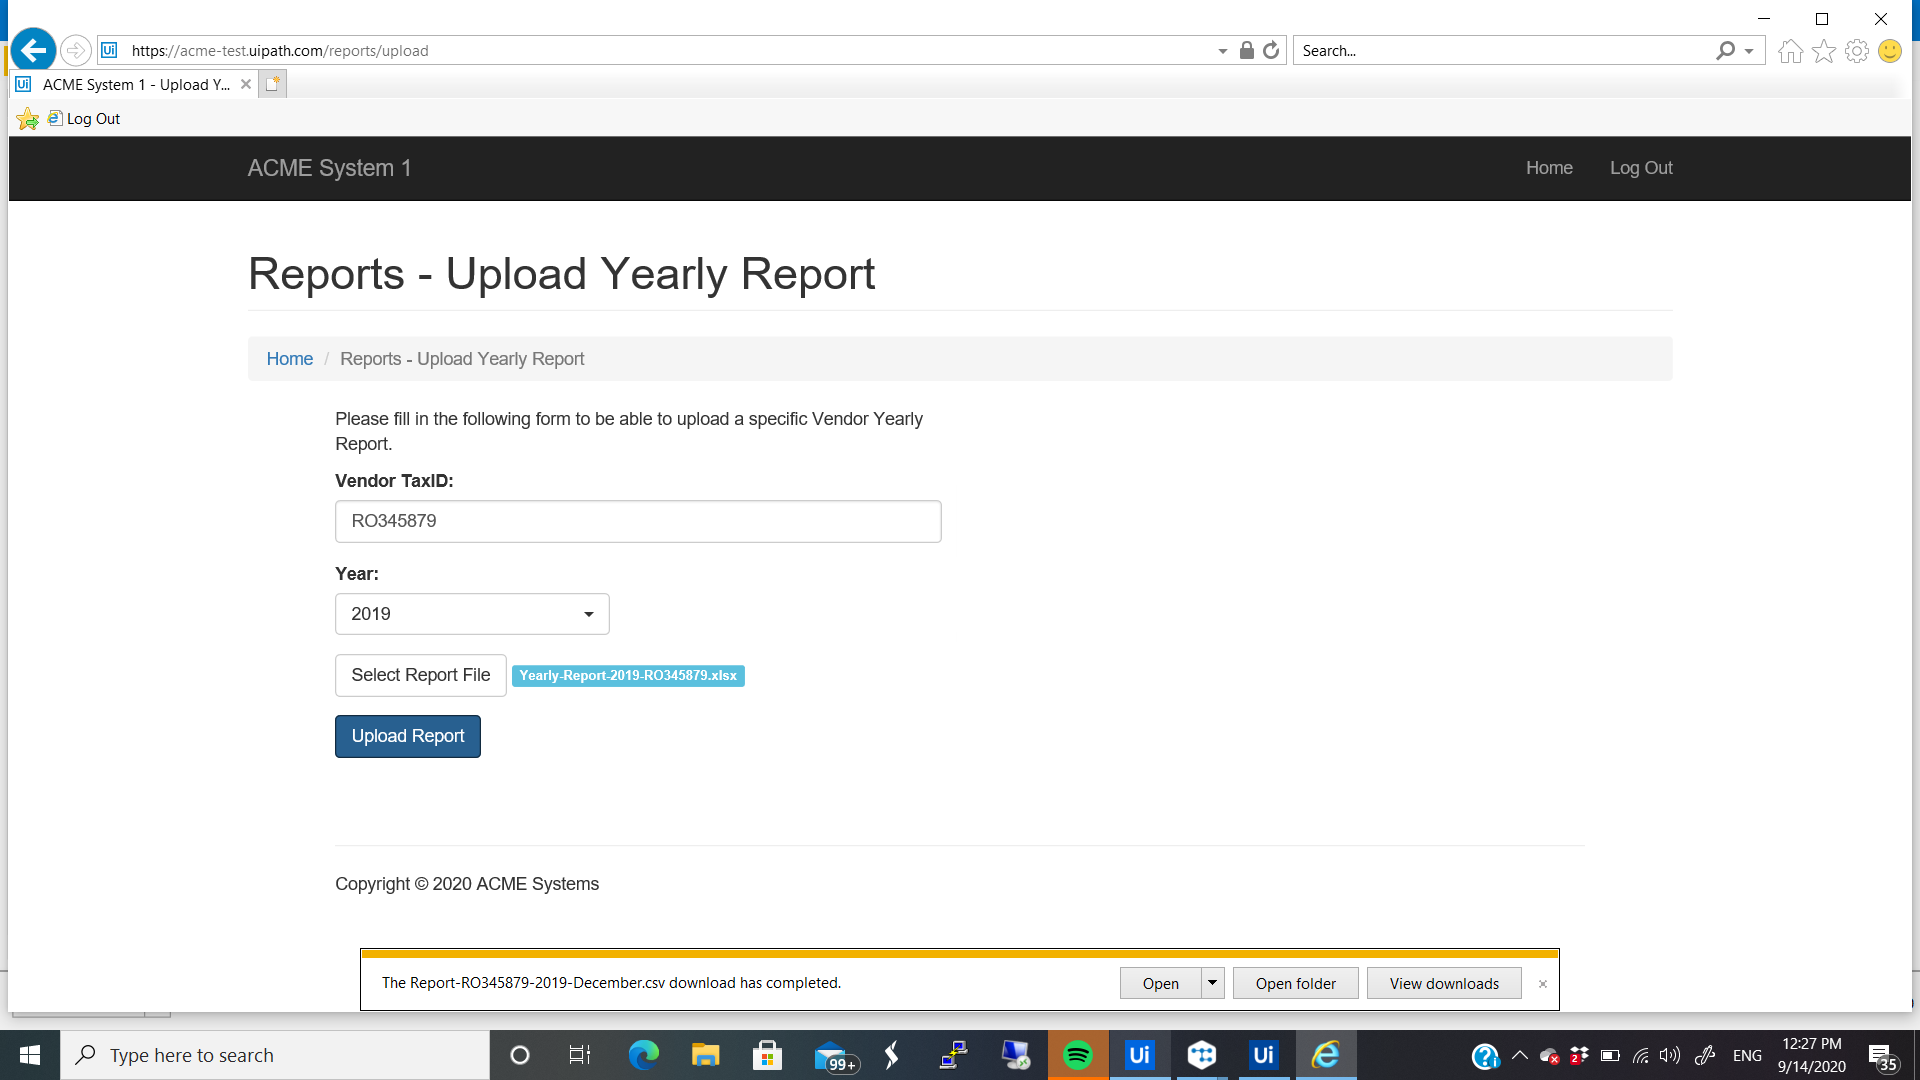 https://acme-test.uipath.com/reports/upload
Search...
Ui
ACME System 1 - Upload Y...
Log Out
ACME System 1
Home
Log Out
Reports - Upload Yearly Report
Home / Reports - Upload Yearly Report
Please fill in the following form to be able to upload a specific Vendor Yearly
Report.
Vendor TaxID:
RO345879
Year:
2019
Select Report File
Yearly-Report-2019-RO345879.xlsx
Upload Report
Copyright © 2020 ACME Systems
The Report-RO345879-2019-December.csv download has completed.
Open
Open folder
View downloads
Type here to search
99+
Ui
Ui
2
ENG
12:27 PM
9/14/2020
35